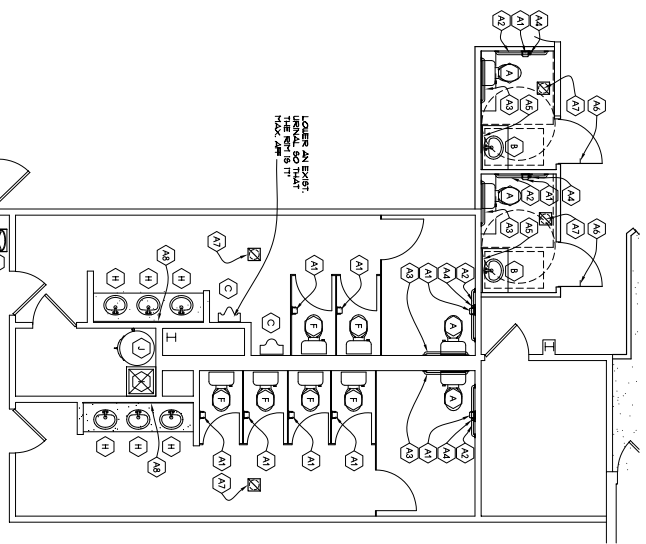 A2
A1
A4
A
A7
A6
A3
A5
B
A
A2
A1
A4
A7
A6
A3
A5
B
LOWER AN EXIST.
URINAL SO THAT
THE RIM IS 17"
MAX. AFF
A7
A8
H
H
H
C
C
A1
A1
F
F
A3
A1
A4
A2
A
J
A
F
F
F
F
A3
A1
A4
A2
H
H
H
A8
A1
A1
A1
A1
A7